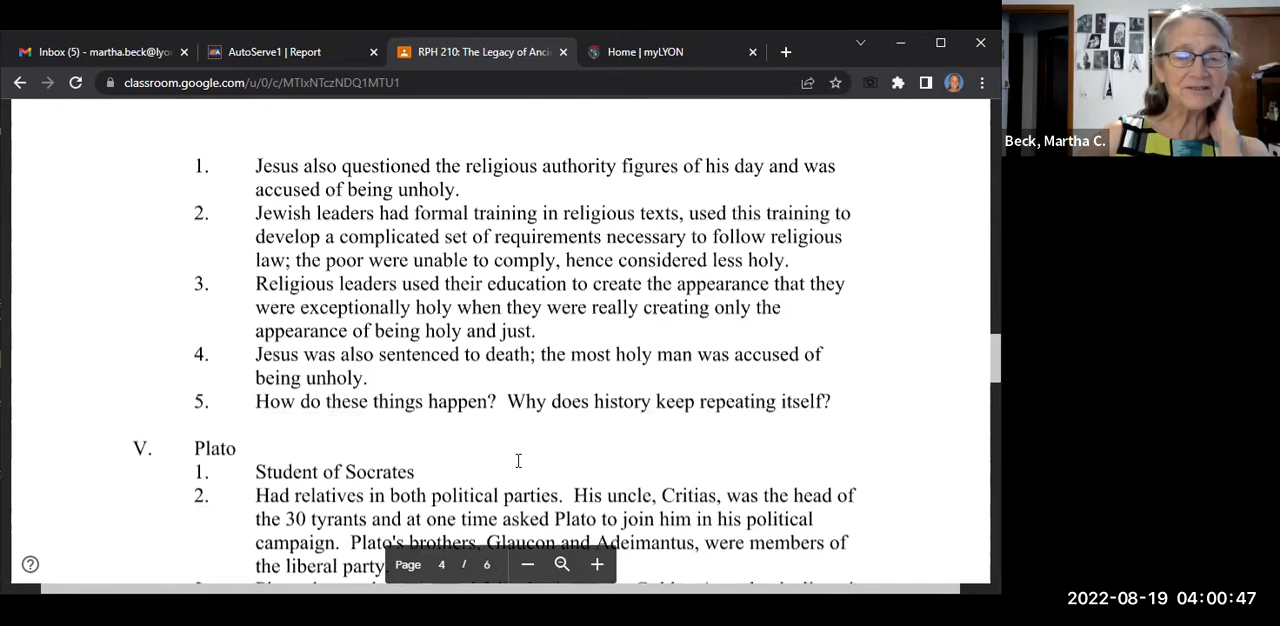 Inbox (5) - martha.beck@lyo
AutoServe1 | Report
RPH 210: The Legacy of Anci
Home | myLYON
classroom.google.com/u/0/c/MTIxNTczNDQ1MTU1
Beck, Martha C.
1. Jesus also questioned the religious authority figures of his day and was
accused of being unholy.
2. Jewish leaders had formal training in religious texts, used this training to
develop a complicated set of requirements necessary to follow religious
law; the poor were unable to comply, hence considered less holy.
3. Religious leaders used their education to create the appearance that they
were exceptionally holy when they were really creating only the
appearance of being holy and just.
4. Jesus was also sentenced to death; the most holy man was accused of
being unholy.
5. How do these things happen? Why does history keep repeating itself?
V. Plato
1. Student of Socrates
2. Had relatives in both political parties. His uncle, Critias, was the head of
the 30 tyrants and at one time asked Plato to join him in his political
campaign. Plato's brothers, Glaucon and Adeimantus, were members of
the liberal party.
Page 4 / 6
2022-08-19 04:00:47